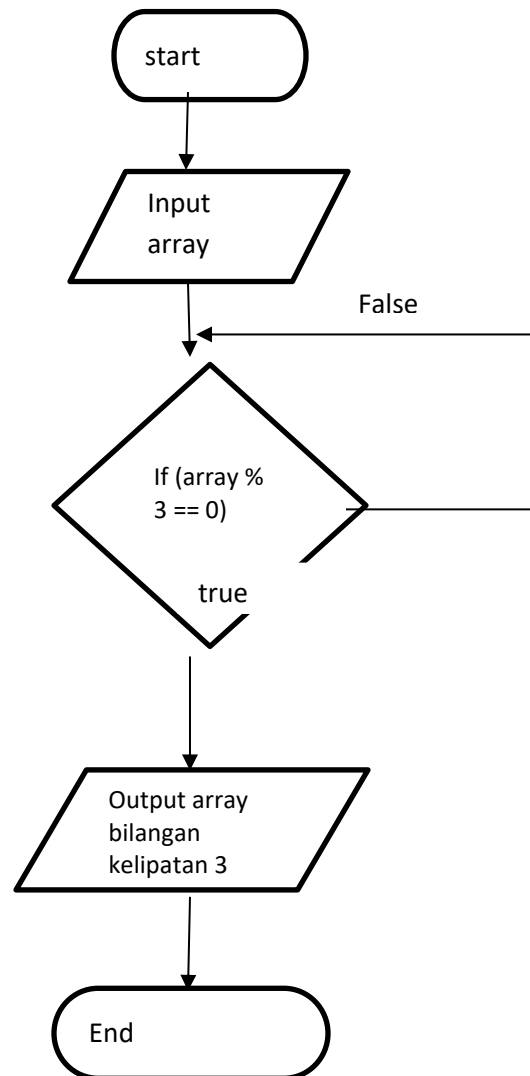 start
Input
array
False
If (array %
3 == 0)
true
Output array
bilangan
kelipatan 3
End